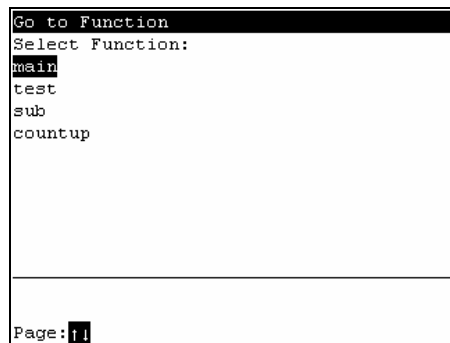 Go to Function
Select Function:
main
test
sub
countup
Page:↑↓